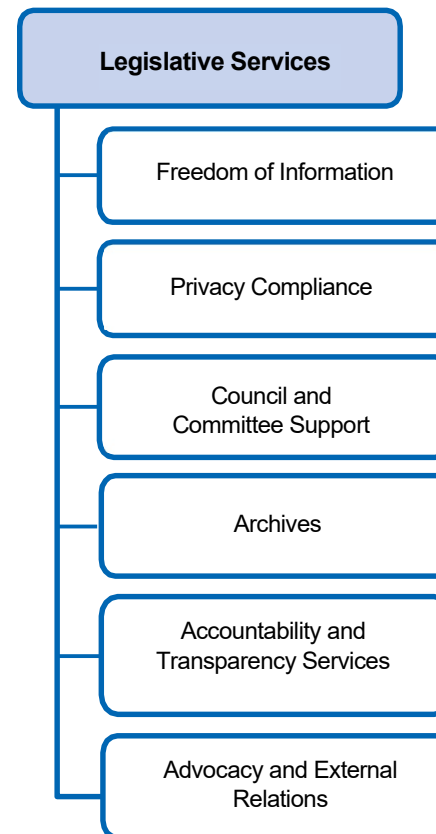 Legislative Services
Freedom of Information
Privacy Compliance
Council and
Committee Support
Archives
Accountability and
Transparency Services
Advocacy and External
Relations